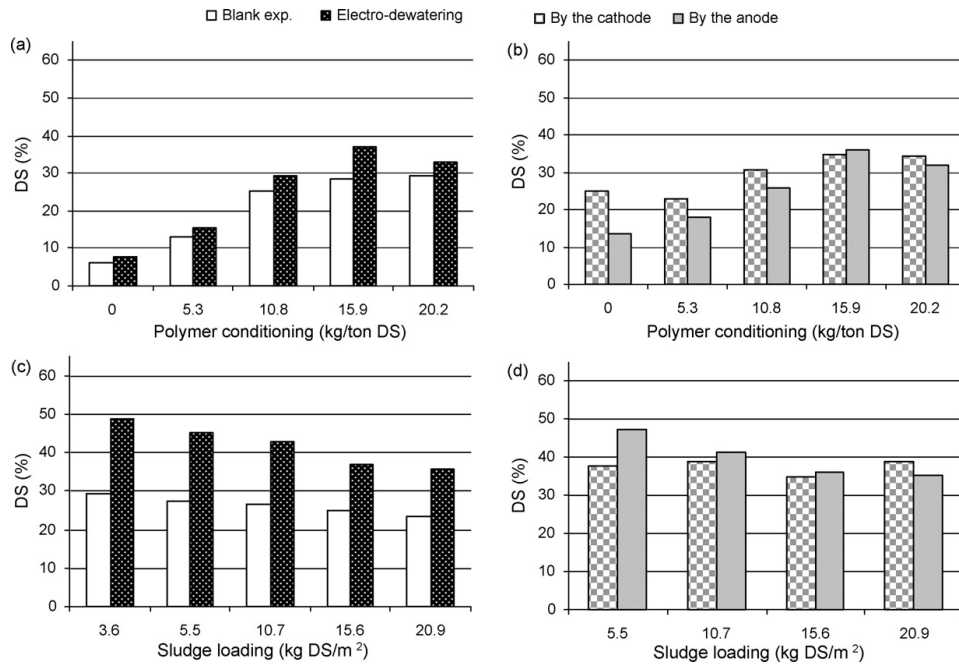 Blank exp. Electro-dewatering
By the cathode By the anode
(a)
60
50
40
30
20
10
0
DS (%)
0 5.3 10.8 15.9 20.2
Polymer conditioning (kg/ton DS)
(b)
60
50
40
30
20
10
0
DS (%)
0 5.3 10.8 15.9 20.2
Polymer conditioning (kg/ton DS)
(c)
60
50
40
30
20
10
0
DS (%)
3.6 5.5 10.7 15.6 20.9
Sludge loading (kg DS/m²)
(d)
60
50
40
30
20
10
0
DS (%)
5.5 10.7 15.6 20.9
Sludge loading (kg DS/m²)